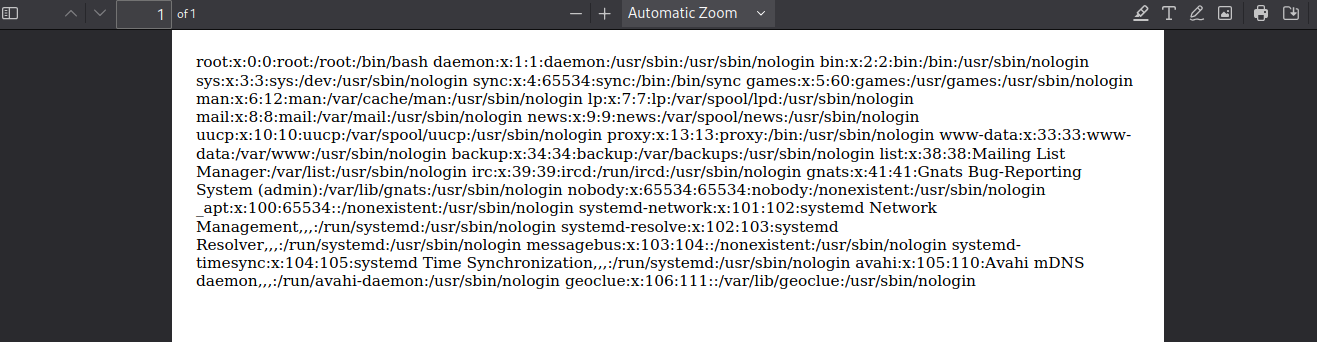 1 of 1 Automatic Zoom
root:x:0:0:root:/root:/bin/bash daemon:x:1:1:daemon:/usr/sbin:/usr/sbin/nologin bin:x:2:2:bin:/bin:/usr/sbin/nologin
sys:x:3:3:sys:/dev:/usr/sbin/nologin sync:x:4:65534:sync:/bin:/bin/sync games:x:5:60:games:/usr/games:/usr/sbin/nologin
man:x:6:12:man:/var/cache/man:/usr/sbin/nologin lp:x:7:7:lp:/var/spool/lpd:/usr/sbin/nologin
mail:x:8:8:mail:/var/mail:/usr/sbin/nologin news:x:9:9:news:/var/spool/news:/usr/sbin/nologin
uucp:x:10:10:uucp:/var/spool/uucp:/usr/sbin/nologin proxy:x:13:13:proxy:/bin:/usr/sbin/nologin www-data:x:33:33:www-
data:/var/www:/usr/sbin/nologin backup:x:34:34:backup:/var/backups:/usr/sbin/nologin list:x:38:38:Mailing List
Manager:/var/list:/usr/sbin/nologin irc:x:39:39:ircd:/run/ircd:/usr/sbin/nologin gnats:x:41:41:Gnats Bug-Reporting
System (admin):/var/lib/gnats:/usr/sbin/nologin nobody:x:65534:65534:nobody:/nonexistent:/usr/sbin/nologin
_apt:x:100:65534::/nonexistent:/usr/sbin/nologin systemd-network:x:101:102:systemd Network
Management,,,:/run/systemd:/usr/sbin/nologin systemd-resolve:x:102:103:systemd
Resolver,,,:/run/systemd:/usr/sbin/nologin messagebus:x:103:104::/nonexistent:/usr/sbin/nologin systemd-
timesync:x:104:105:systemd Time Synchronization,,,:/run/systemd:/usr/sbin/nologin avahi:x:105:110:Avahi mDNS
daemon,,,:/run/avahi-daemon:/usr/sbin/nologin geoclue:x:106:111::/var/lib/geoclue:/usr/sbin/nologin